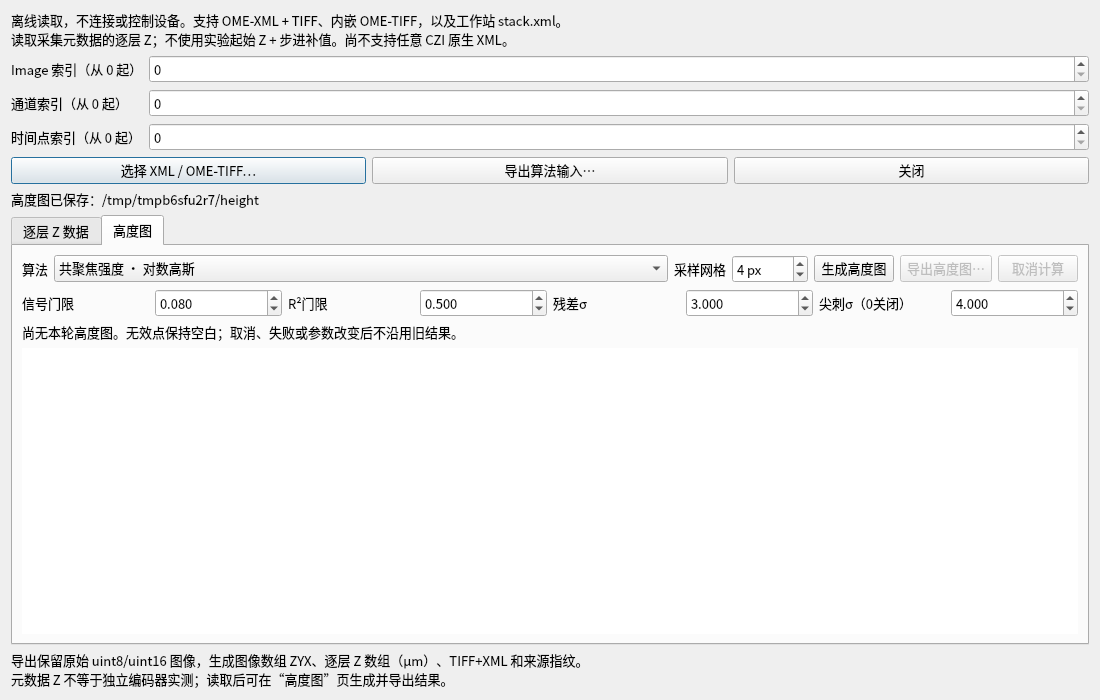 离线读取，不连接或控制设备。支持 OME-XML + TIFF、内嵌 OME-TIFF，以及工作站 stack.xml。
读取采集元数据的逐层 Z；不使用实验起始 Z + 步进补值。尚不支持任意 CZI 原生 XML。
Image 索引（从 0 起） 0
通道索引（从 0 起） 0
时间点索引（从 0 起） 0
选择 XML / OME-TIFF… 导出算法输入… 关闭
高度图已保存：/tmp/tmpb6sfu2r7/height
逐层 Z 数据 高度图
算法 共聚焦强度 · 对数高斯 采样网格 4 px 生成高度图 导出高度图… 取消计算
信号门限 0.080 R²门限 0.500 残差σ 3.000 尖刺σ（0关闭） 4.000
尚无本轮高度图。无效点保持空白；取消、失败或参数改变后不沿用旧结果。
导出保留原始 uint8/uint16 图像，生成图像数组 ZYX、逐层 Z 数组（μm）、TIFF+XML 和来源指纹。
元数据 Z 不等于独立编码器实测；读取后可在“高度图”页生成并导出结果。